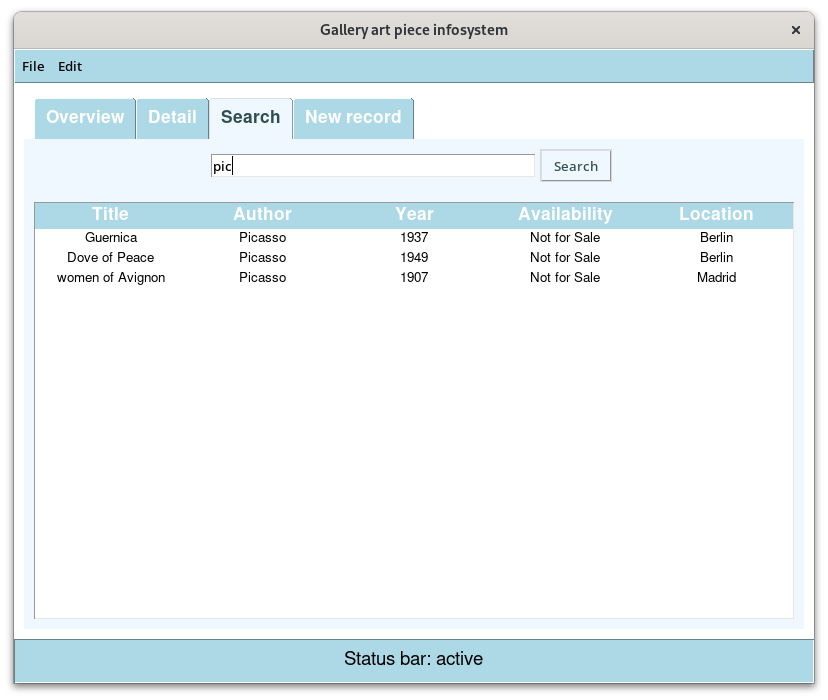 Gallery art piece infosystem ×
File Edit
Overview Detail Search New record
pic Search
Title Author Year Availability Location
Guernica Picasso 1937 Not for Sale Berlin
Dove of Peace Picasso 1949 Not for Sale Berlin
women of Avignon Picasso 1907 Not for Sale Madrid
Status bar: active